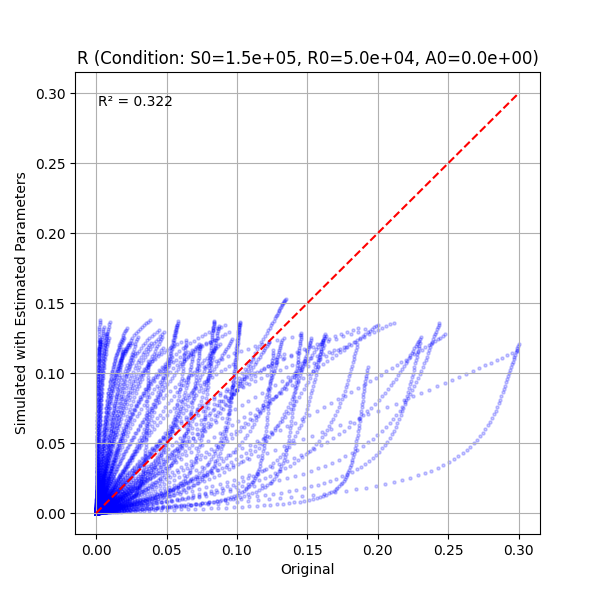 R (Condition: S0=1.5e+05, R0=5.0e+04, A0=0.0e+00)
R² = 0.322
0.30
0.25
0.20
0.15
0.10
0.05
0.00
Simulated with Estimated Parameters
0.00 0.05 0.10 0.15 0.20 0.25 0.30
Original